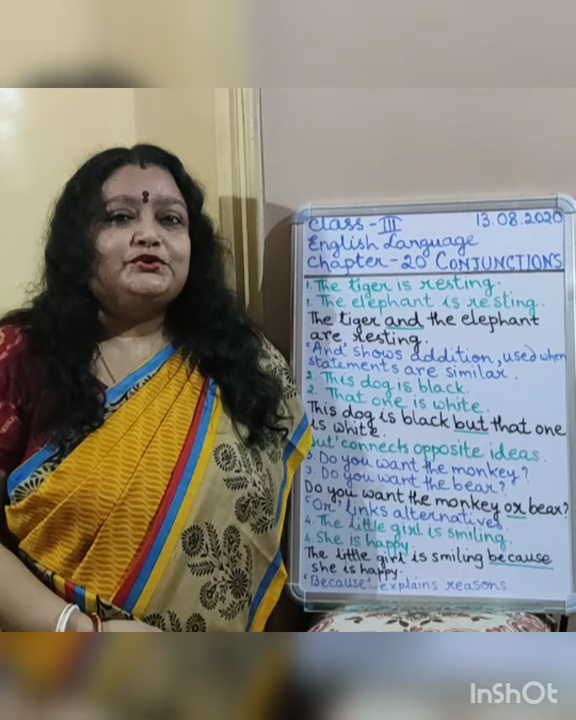 Class - III 13.08.2020
English Language
Chapter - 20 CONJUNCTIONS
1. The tiger is resting.
1. The elephant is resting.
The tiger and the elephant
are resting.
'And' shows addition, used when
statements are similar.
2. This dog is black.
2. That one is white.
This dog is black but that one
is white.
'but' connects opposite ideas.
3. Do you want the monkey?
3. Do you want the bear?
Do you want the monkey or bear?
'Or' links alternatives
4. The little girl is smiling.
4. She is happy.
The little girl is smiling because
she is happy.
'Because' explains reasons.
InShOt